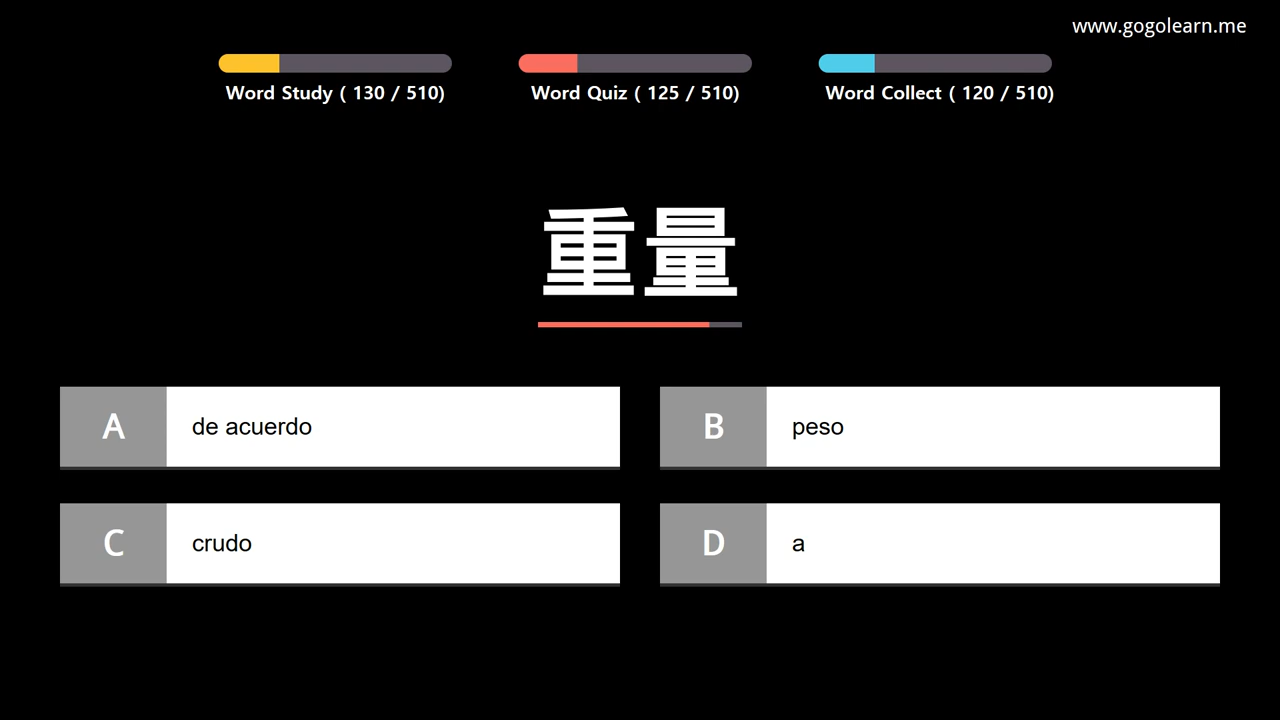 www.gogolearn.me
Word Study ( 130 / 510)
Word Quiz ( 125 / 510)
Word Collect ( 120 / 510)
重量
A de acuerdo
B peso
C crudo
D a